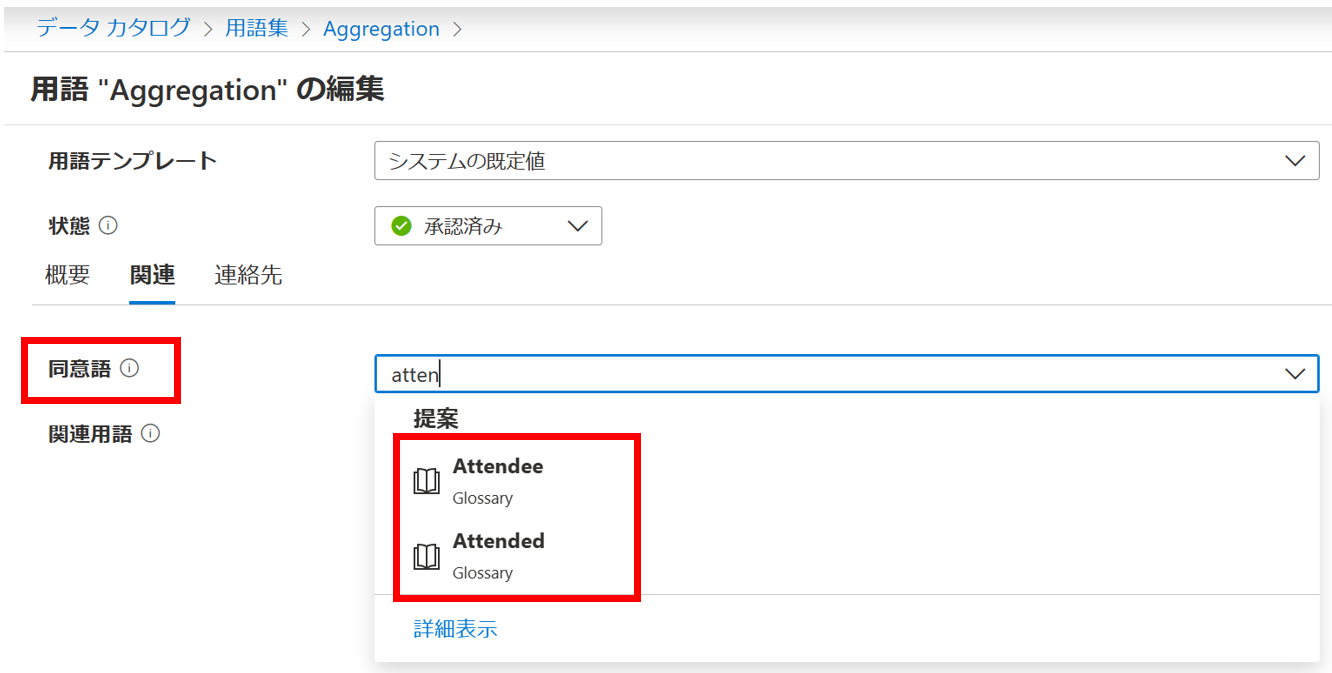 データ カタログ > 用語集 > Aggregation >
用語 "Aggregation" の編集
用語テンプレート
システムの既定値
状態
承認済み
概要 関連 連絡先
同意語
atten
提案
Attendee
Glossary
Attended
Glossary
詳細表示
関連用語